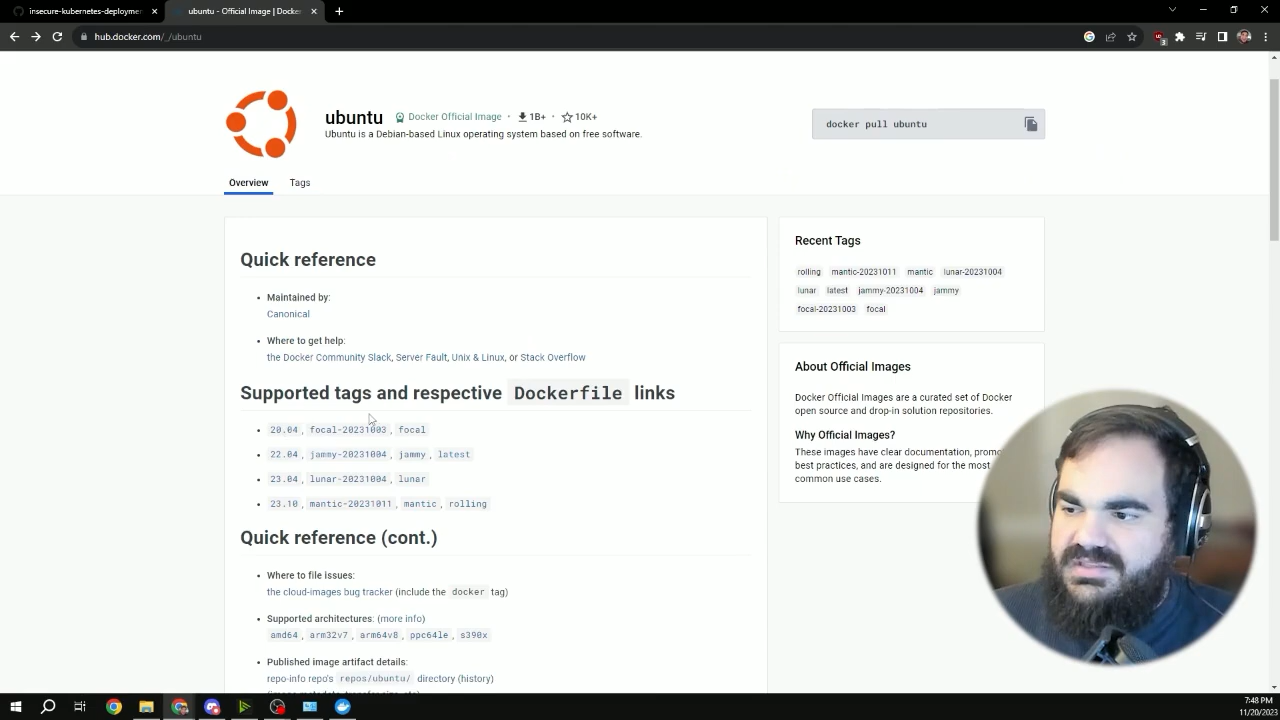 insecure-kubernetes-deploymen
ubuntu - Official Image | Docke
hub.docker.com/_/ubuntu
3
ubuntu Docker Official Image • 1B+ • 10K+
Ubuntu is a Debian-based Linux operating system based on free software.
docker pull ubuntu
Overview Tags
Quick reference
• Maintained by:
Canonical
• Where to get help:
the Docker Community Slack, Server Fault, Unix & Linux, or Stack Overflow
Supported tags and respective Dockerfile links
• 20.04, focal-20231003, focal
• 22.04, jammy-20231004, jammy, latest
• 23.04, lunar-20231004, lunar
• 23.10, mantic-20231011, mantic, rolling
Quick reference (cont.)
• Where to file issues:
the cloud-images bug tracker (include the docker tag)
• Supported architectures: (more info)
amd64, arm32v7, arm64v8, ppc64le, s390x
• Published image artifact details:
repo-info repo's repos/ubuntu/ directory (history)
Recent Tags
rolling mantic-20231011 mantic lunar-20231004
lunar latest jammy-20231004 jammy
focal-20231003 focal
About Official Images
Docker Official Images are a curated set of Docker
open source and drop-in solution repositories.
Why Official Images?
These images have clear documentation, promo
best practices, and are designed for the most
common use cases.
7:48 PM
11/20/2023